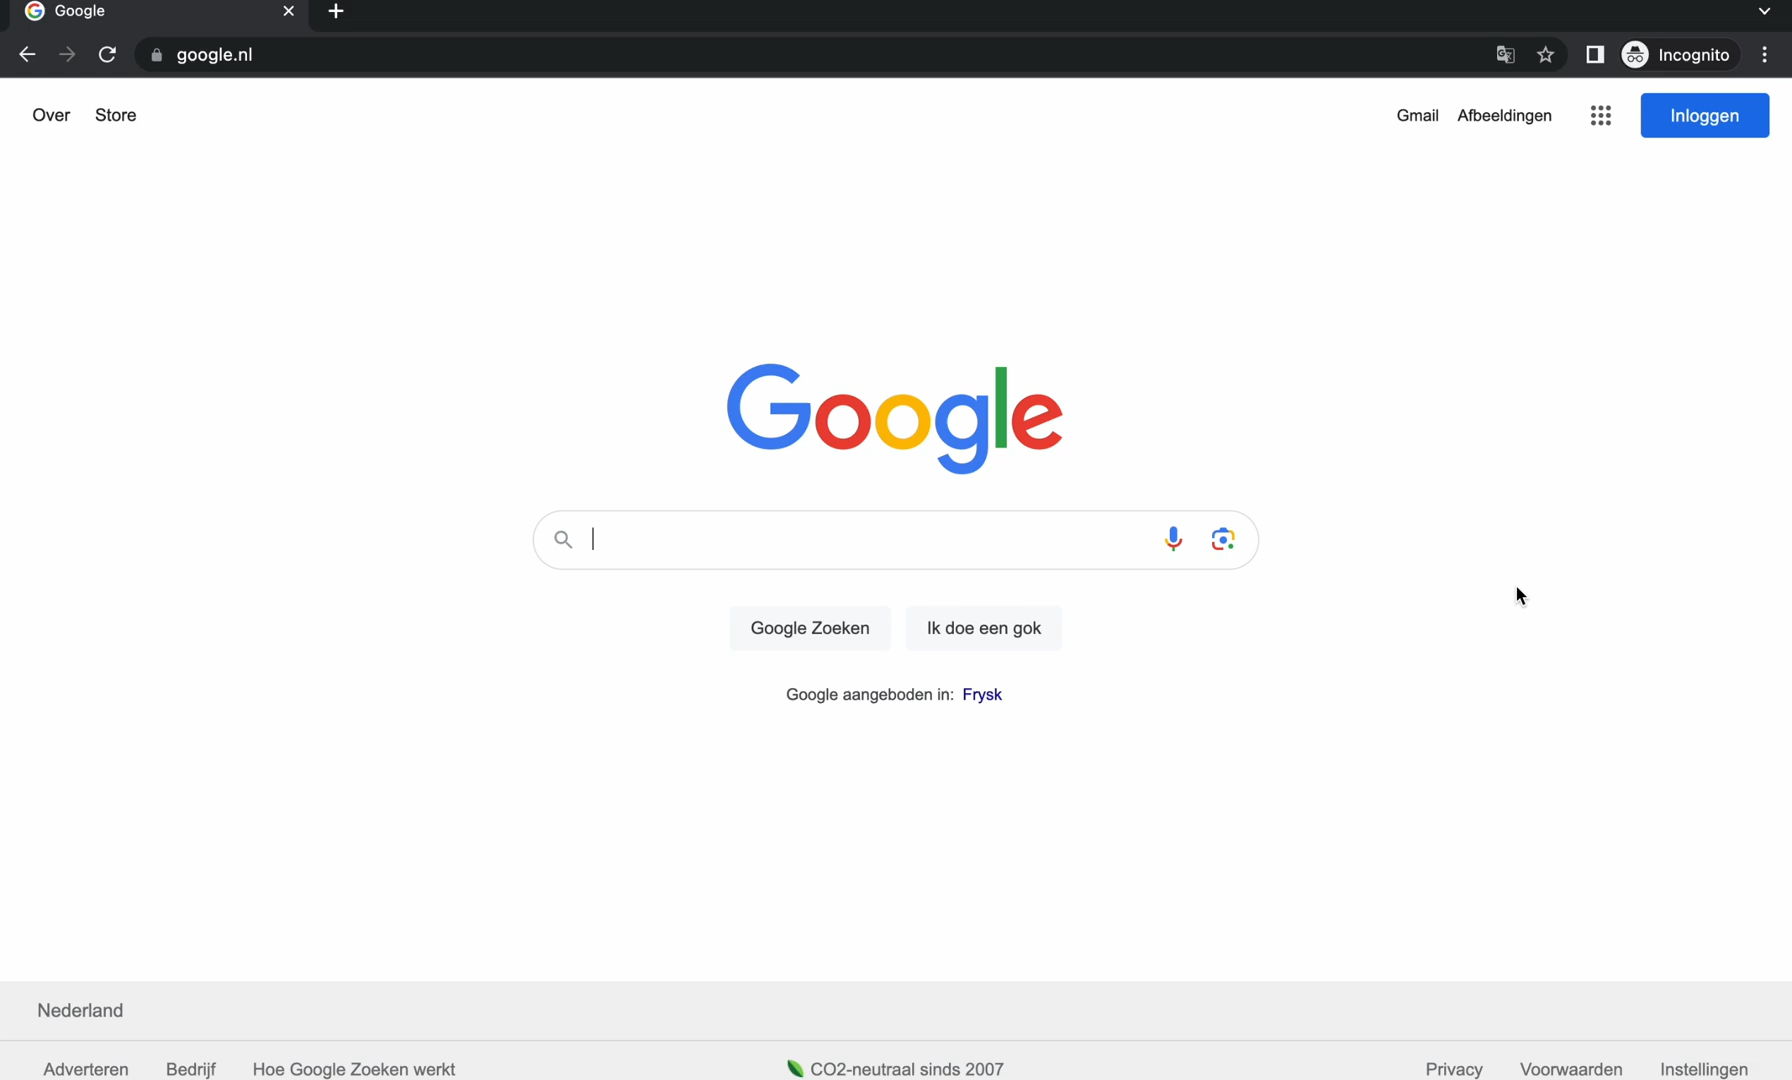 Google
google.nl
Incognito
Over Store
Gmail Afbeeldingen Inloggen
Google
Google Zoeken Ik doe een gok
Google aangeboden in: Frysk
Nederland
Adverteren Bedrijf Hoe Google Zoeken werkt CO2-neutraal sinds 2007 Privacy Voorwaarden Instellingen